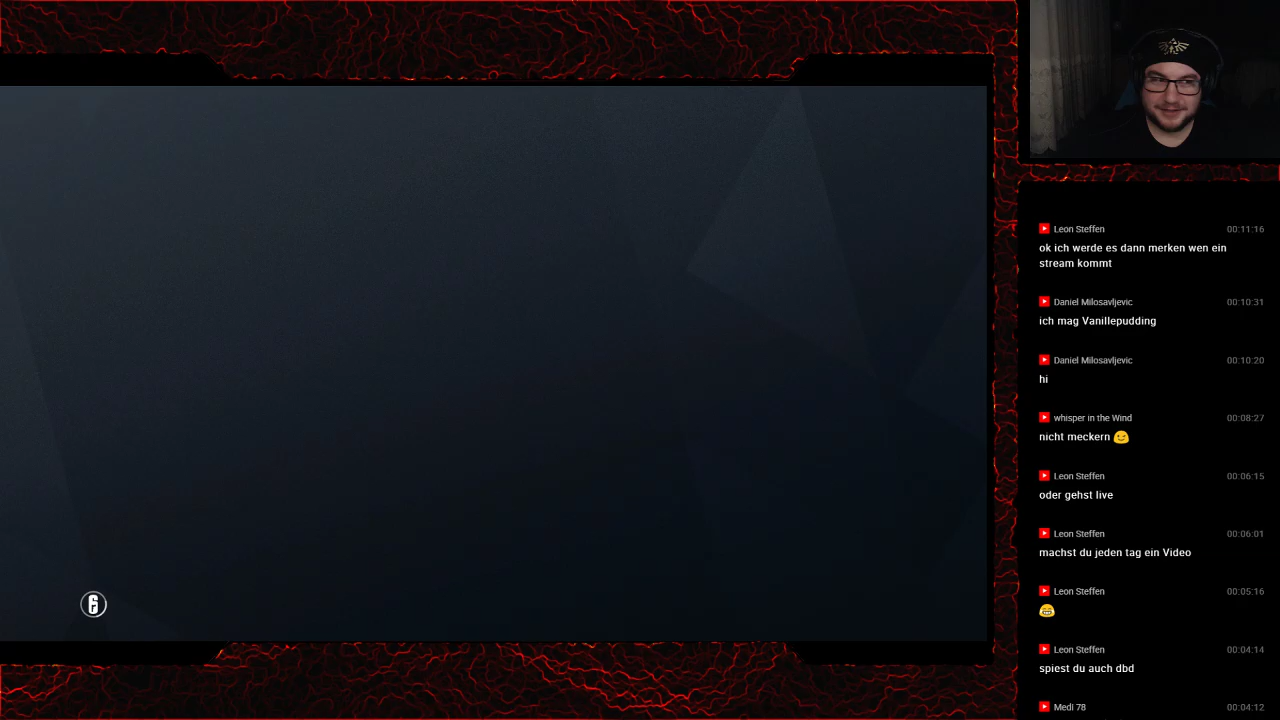 Leon Steffen 00:11:16
ok ich werde es dann merken wen ein
stream kommt
Daniel Milosavljevic 00:10:31
ich mag Vanillepudding
Daniel Milosavljevic 00:10:20
hi
whisper in the Wind 00:08:27
nicht meckern
Leon Steffen 00:06:15
oder gehst live
Leon Steffen 00:06:01
machst du jeden tag ein Video
Leon Steffen 00:05:16
Leon Steffen 00:04:14
spiest du auch dbd
Medi 78 00:04:12